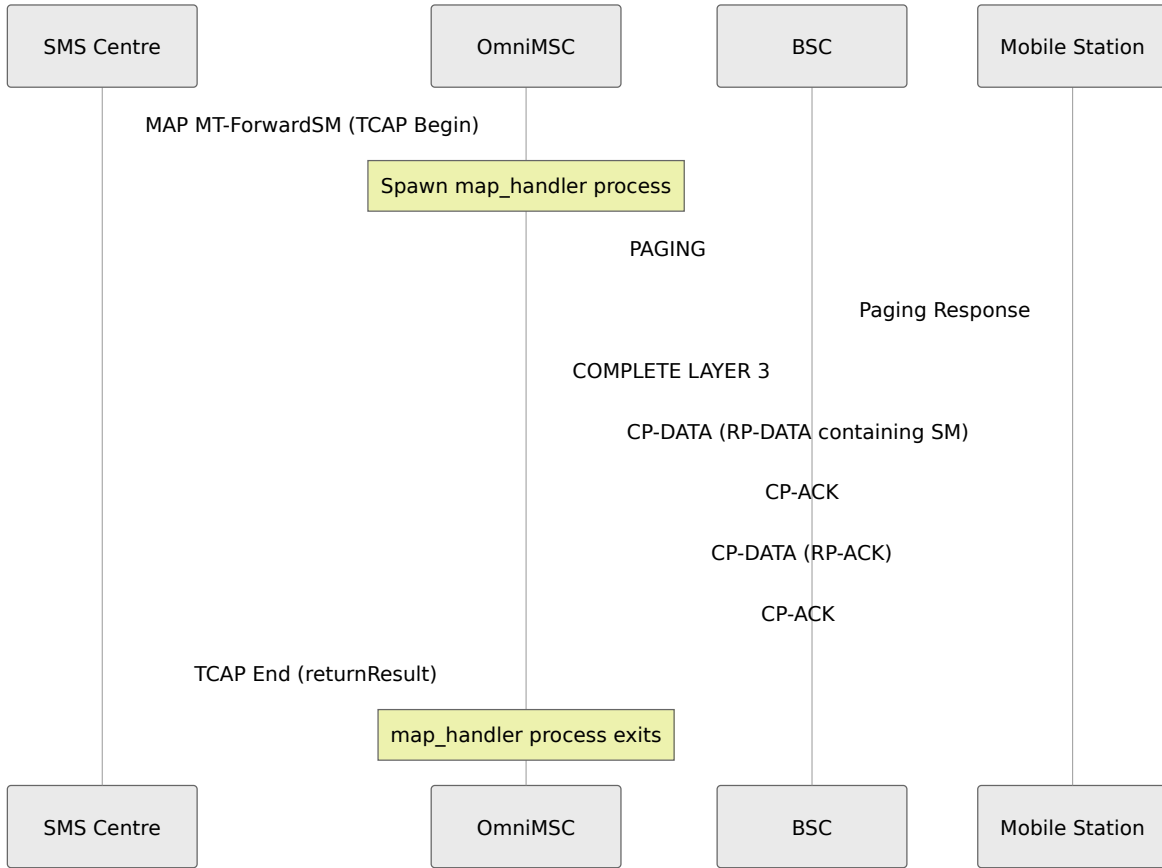 SMS Centre
OmniMSC
BSC
Mobile Station
MAP MT-ForwardSM (TCAP Begin)
Spawn map_handler process
PAGING
Paging Response
COMPLETE LAYER 3
CP-DATA (RP-DATA containing SM)
CP-ACK
CP-DATA (RP-ACK)
CP-ACK
TCAP End (returnResult)
map_handler process exits
SMS Centre
OmniMSC
BSC
Mobile Station